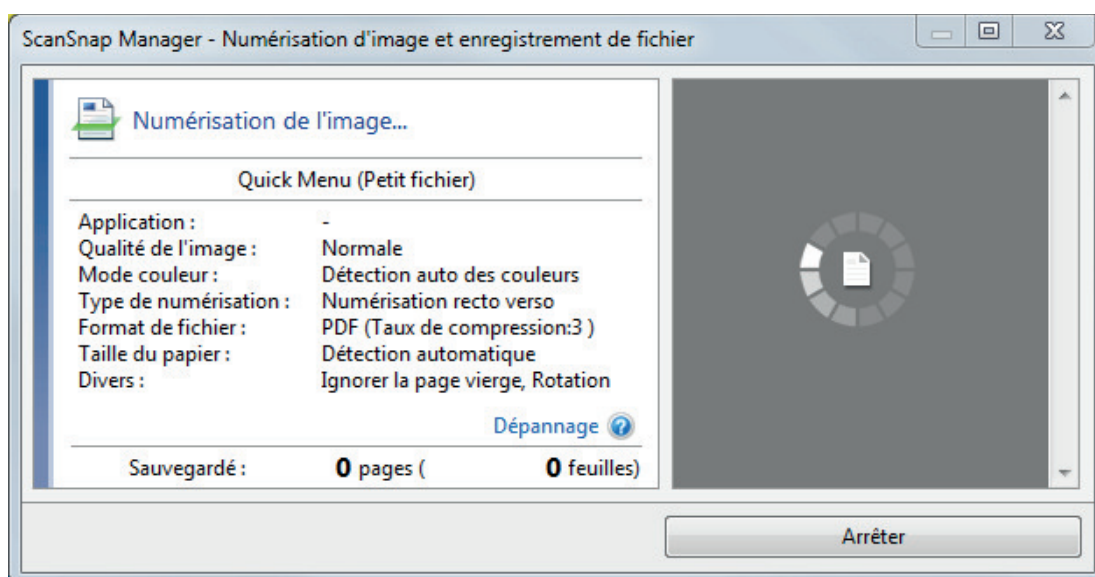 ScanSnap Manager - Numérisation d'image et enregistrement de fichier
Numérisation de l'image...
Quick Menu (Petit fichier)
Application : -
Qualité de l'image : Normale
Mode couleur : Détection auto des couleurs
Type de numérisation : Numérisation recto verso
Format de fichier : PDF (Taux de compression:3 )
Taille du papier : Détection automatique
Divers : Ignorer la page vierge, Rotation
Dépannage
Sauvegardé : 0 pages ( 0 feuilles)
Arrêter